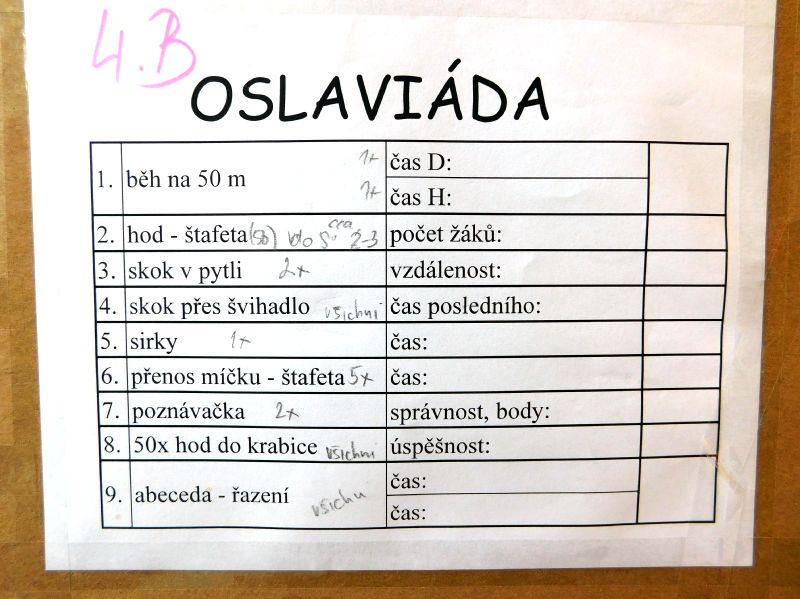 4.B
OSLAVIÁDA
1. běh na 50 m 1x čas D:
1x čas H:
2. hod - štafeta 2-3 počet žáků:
3. skok v pytli 2x vzdálenost:
4. skok přes švihadlo všichni čas posledního:
5. sirky 1x čas:
6. přenos míčku - štafeta 5x čas:
7. poznávačka 2x správnost, body:
8. 50x hod do krabice všichni úspěšnost:
9. abeceda - řazení čas:
čas: